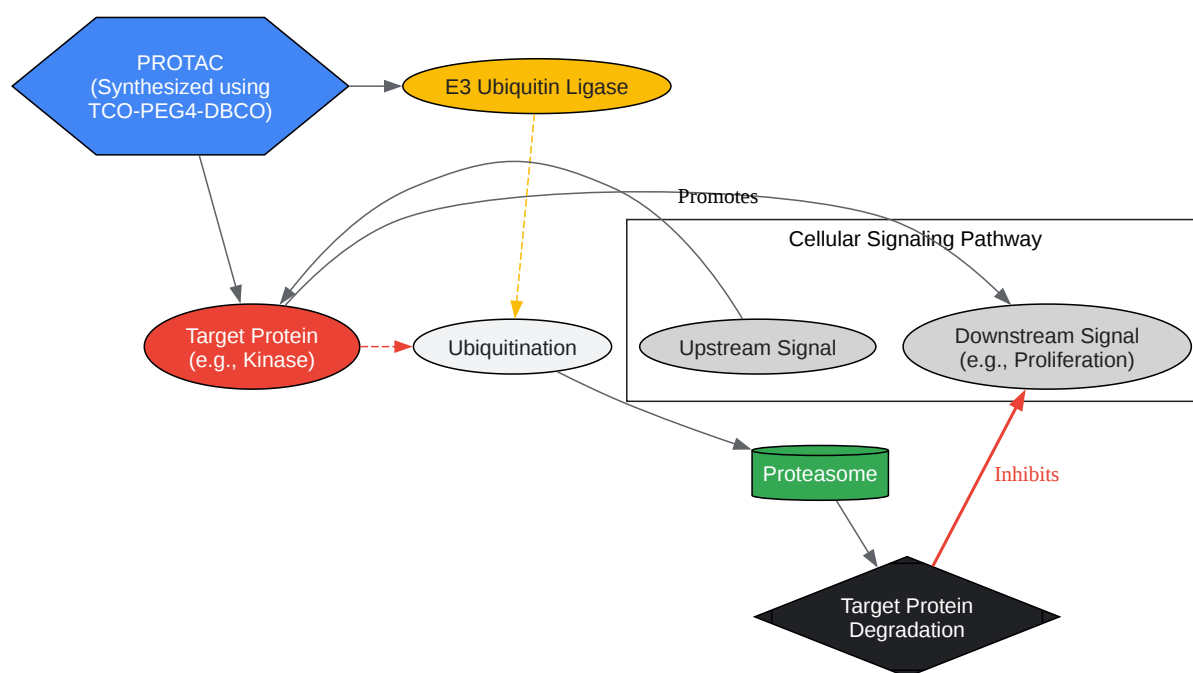 PROTAC
(Synthesized using
TCO-PEG4-DBCO)
E3 Ubiquitin Ligase
Promotes
Cellular Signaling Pathway
Target Protein
(e.g., Kinase)
Ubiquitination
Upstream Signal
Downstream Signal
(e.g., Proliferation)
Proteasome
Inhibits
Target Protein
Degradation